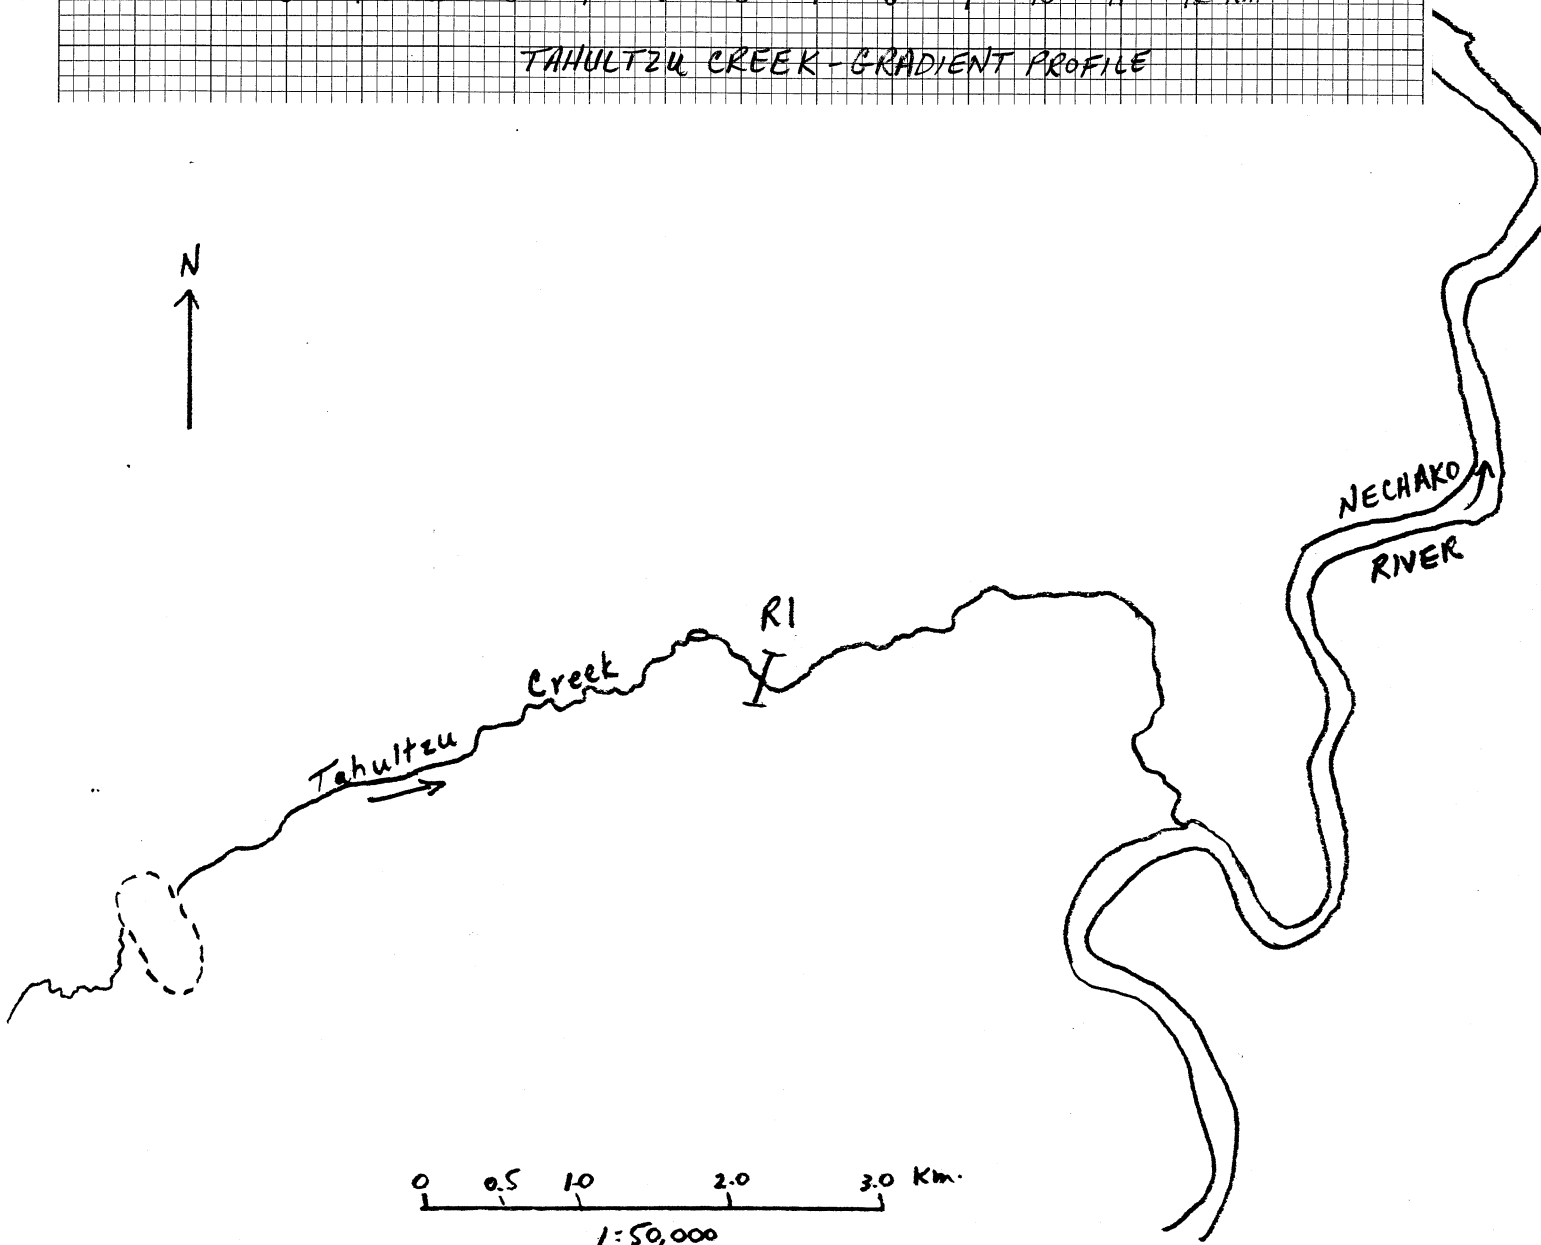 TAHULTZU CREEK - GRADIENT PROFILE
N
NECHAKO
RIVER
R1
Creek
Tahultzu
0 0.5 1.0 2.0 3.0 Km.
1:50,000